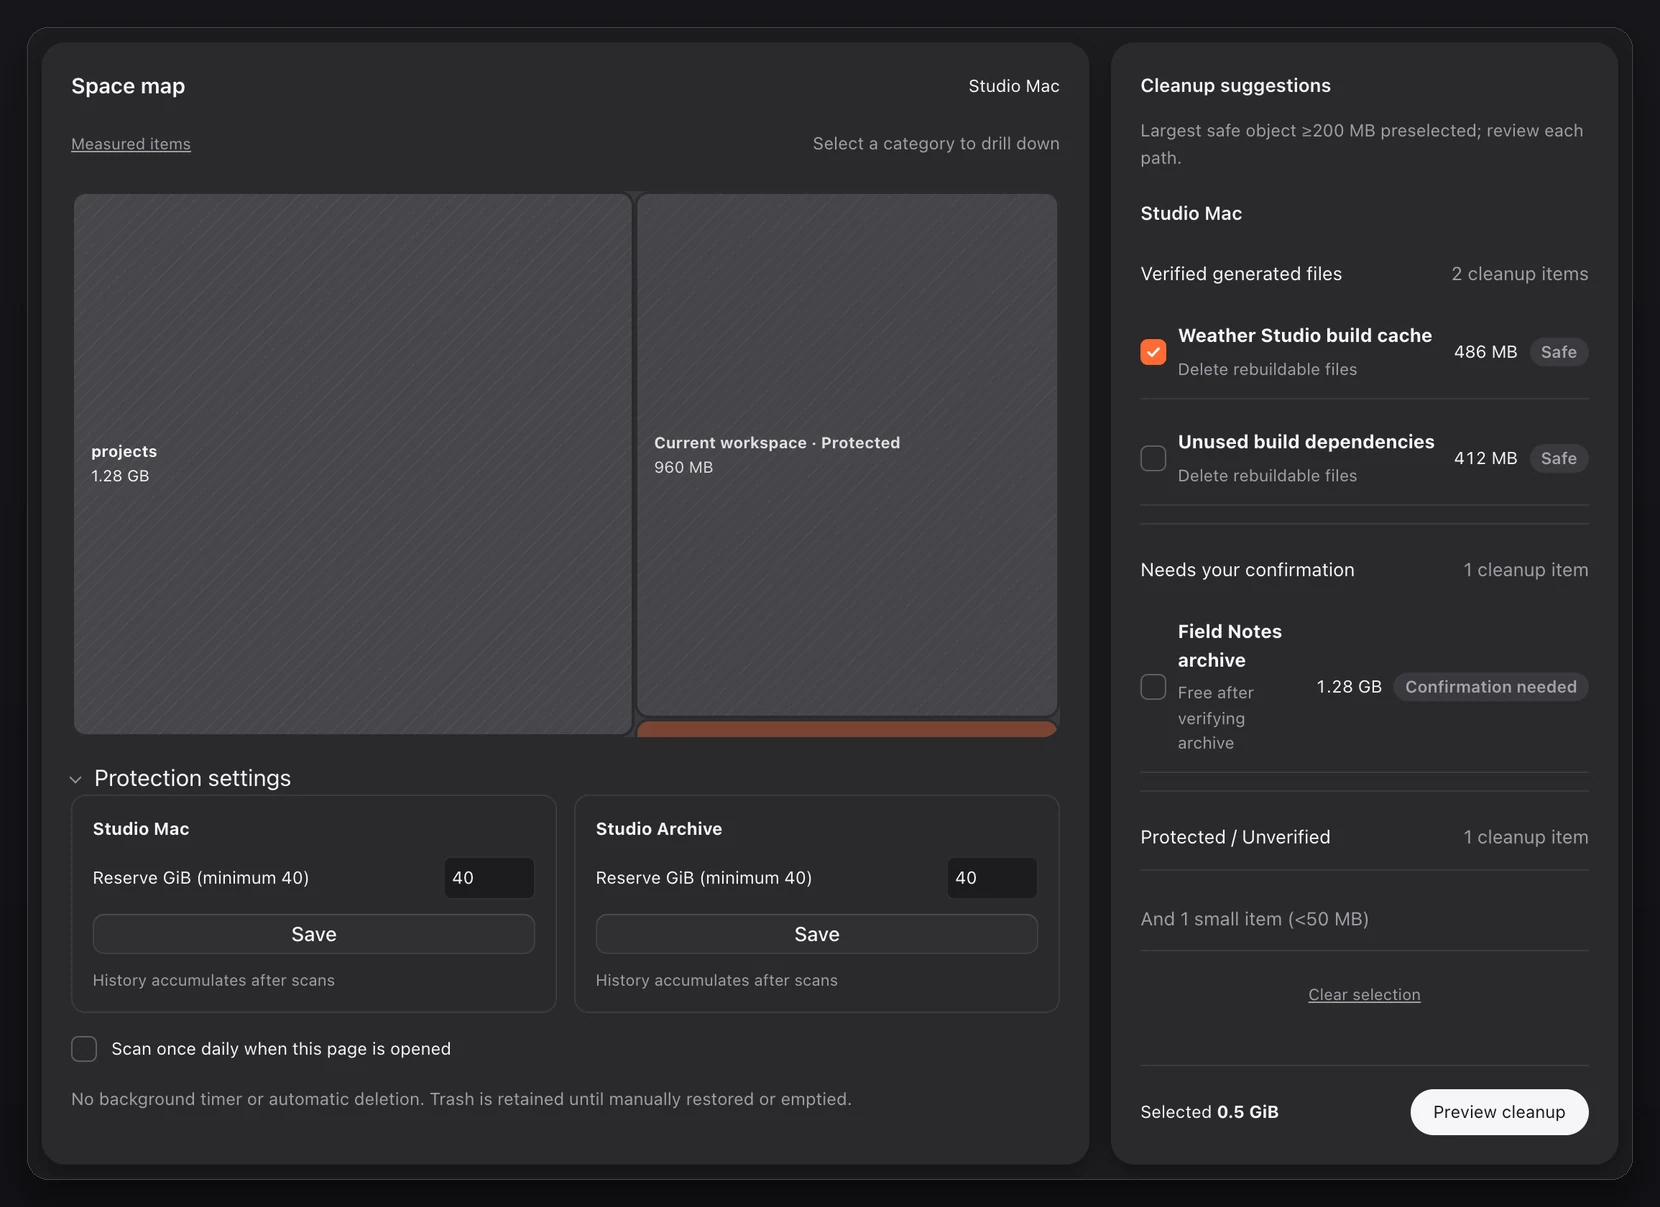 Space map
Studio Mac
Measured items
Select a category to drill down
projects
1.28 GB
Current workspace · Protected
960 MB
Protection settings
Studio Mac
Reserve GiB (minimum 40)
40
Save
History accumulates after scans
Studio Archive
Reserve GiB (minimum 40)
40
Save
History accumulates after scans
Scan once daily when this page is opened
No background timer or automatic deletion. Trash is retained until manually restored or emptied.
Cleanup suggestions
Largest safe object ≥200 MB preselected; review each
path.
Studio Mac
Verified generated files
2 cleanup items
Weather Studio build cache
Delete rebuildable files
486 MB
Safe
Unused build dependencies
Delete rebuildable files
412 MB
Safe
Needs your confirmation
1 cleanup item
Field Notes
archive
Free after
verifying
archive
1.28 GB
Confirmation needed
Protected / Unverified
1 cleanup item
And 1 small item (<50 MB)
Clear selection
Selected 0.5 GiB
Preview cleanup